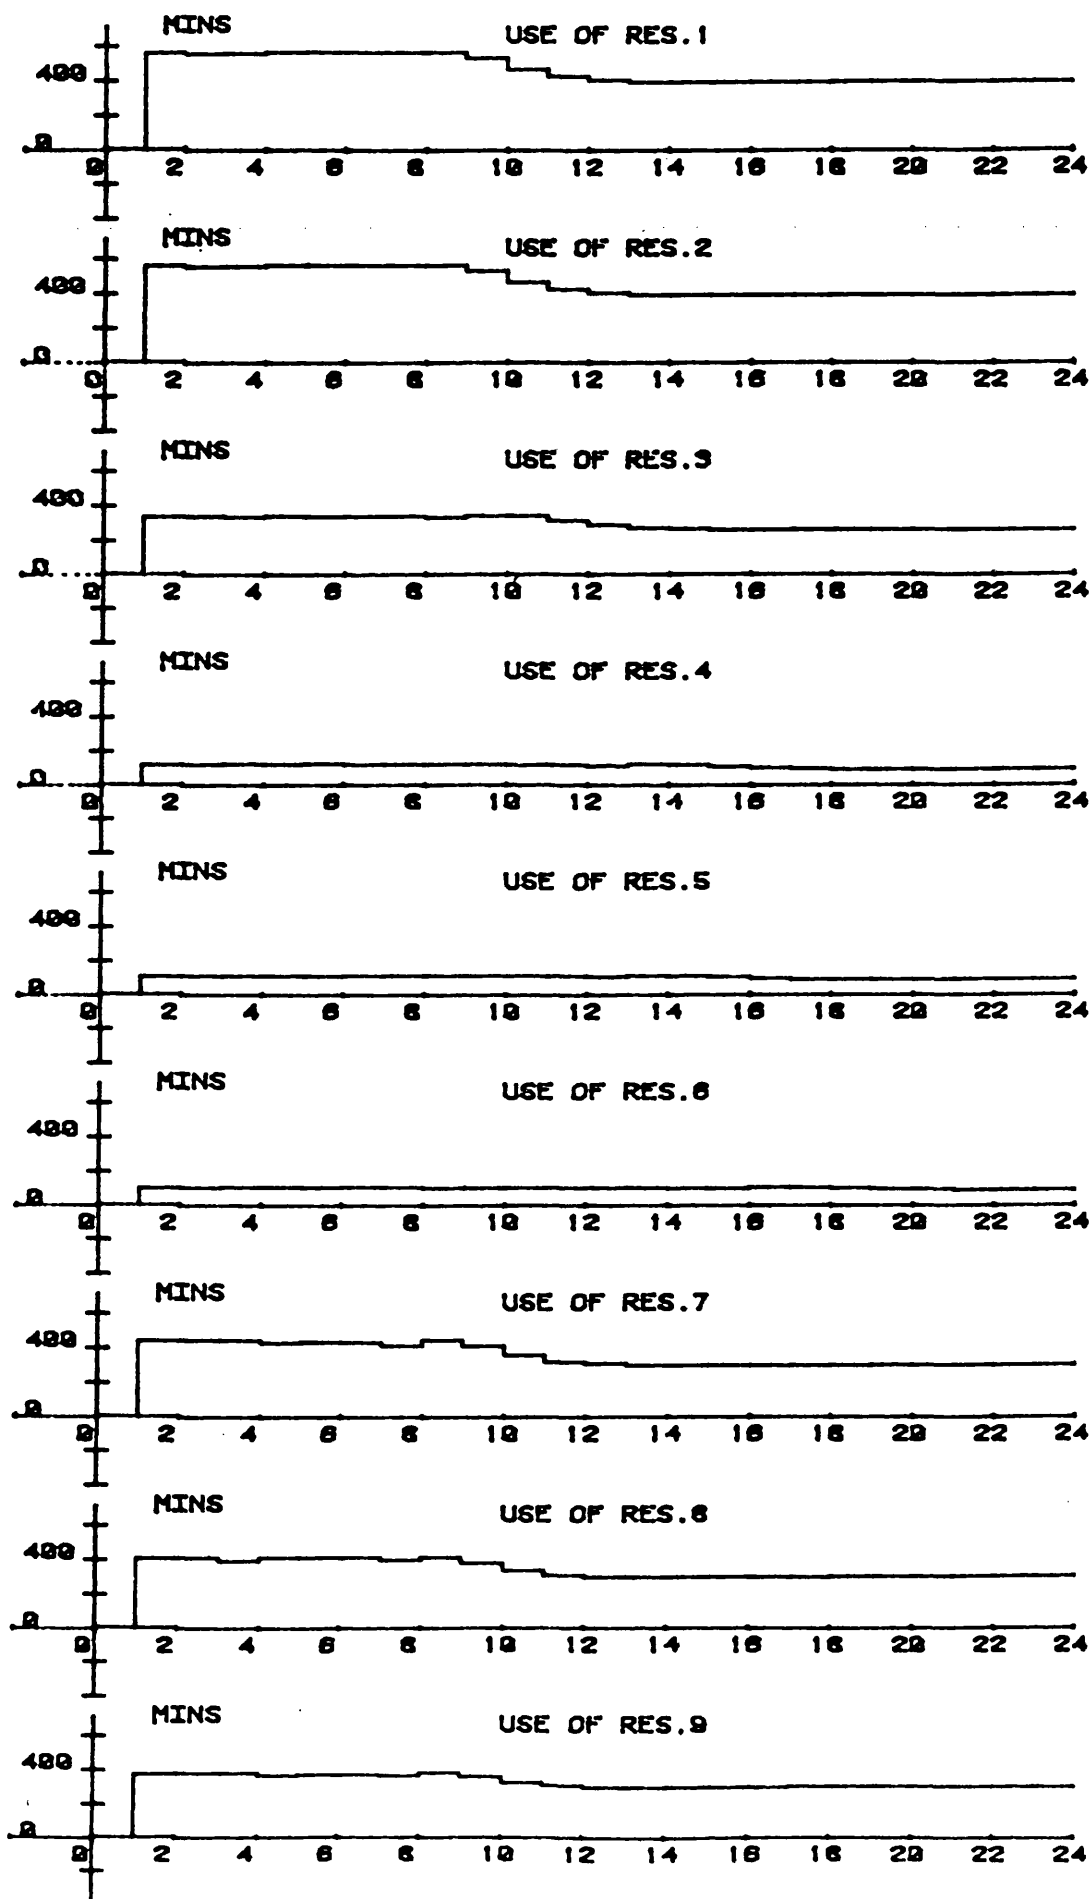 MINS USE OF RES.1
400
0
0 2 4 6 8 10 12 14 16 18 20 22 24
MINS USE OF RES.2
400
0
0 2 4 6 8 10 12 14 16 18 20 22 24
MINS USE OF RES.3
400
0
0 2 4 6 8 10 12 14 16 18 20 22 24
MINS USE OF RES.4
400
0
0 2 4 6 8 10 12 14 16 18 20 22 24
MINS USE OF RES.5
400
0
0 2 4 6 8 10 12 14 16 18 20 22 24
MINS USE OF RES.6
400
0
0 2 4 6 8 10 12 14 16 18 20 22 24
MINS USE OF RES.7
400
0
0 2 4 6 8 10 12 14 16 18 20 22 24
MINS USE OF RES.8
400
0
0 2 4 6 8 10 12 14 16 18 20 22 24
MINS USE OF RES.9
400
0
0 2 4 6 8 10 12 14 16 18 20 22 24